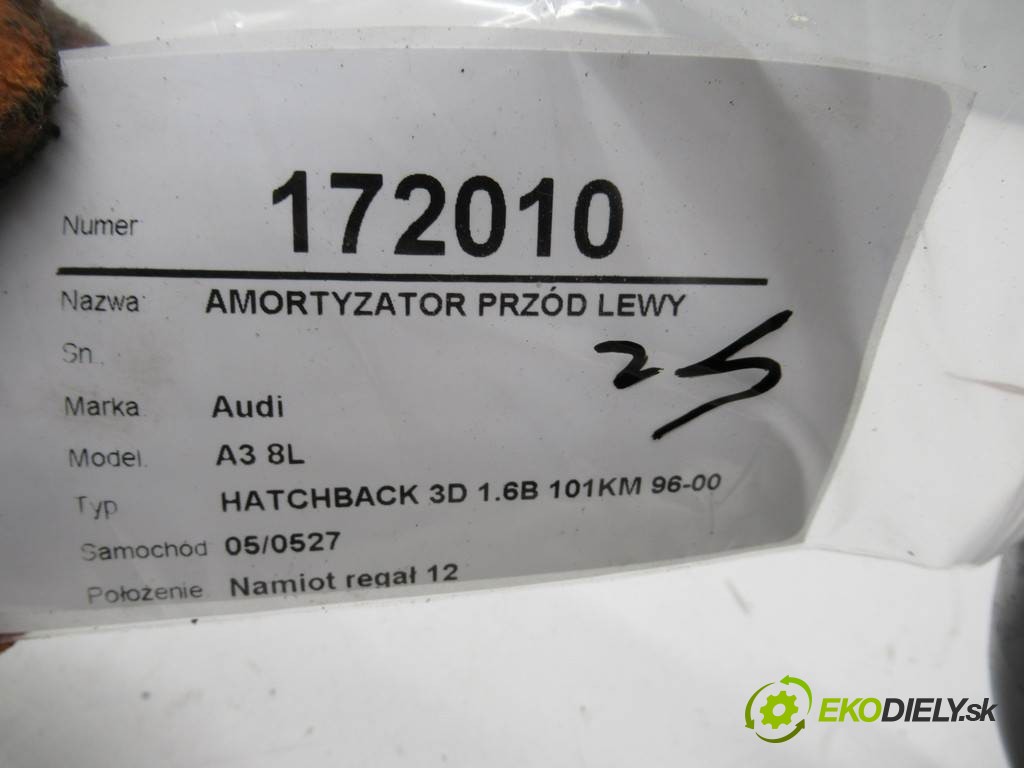 Numer 172010
Nazwa: AMORTYZATOR PRZÓD LEWY
Sn.
25
Marka Audi
Model. A3 8L
Typ HATCHBACK 3D 1.6B 101KM 96-00
Samochód 05/0527
Położenie Namiot regał 12
EKODIELY.sk